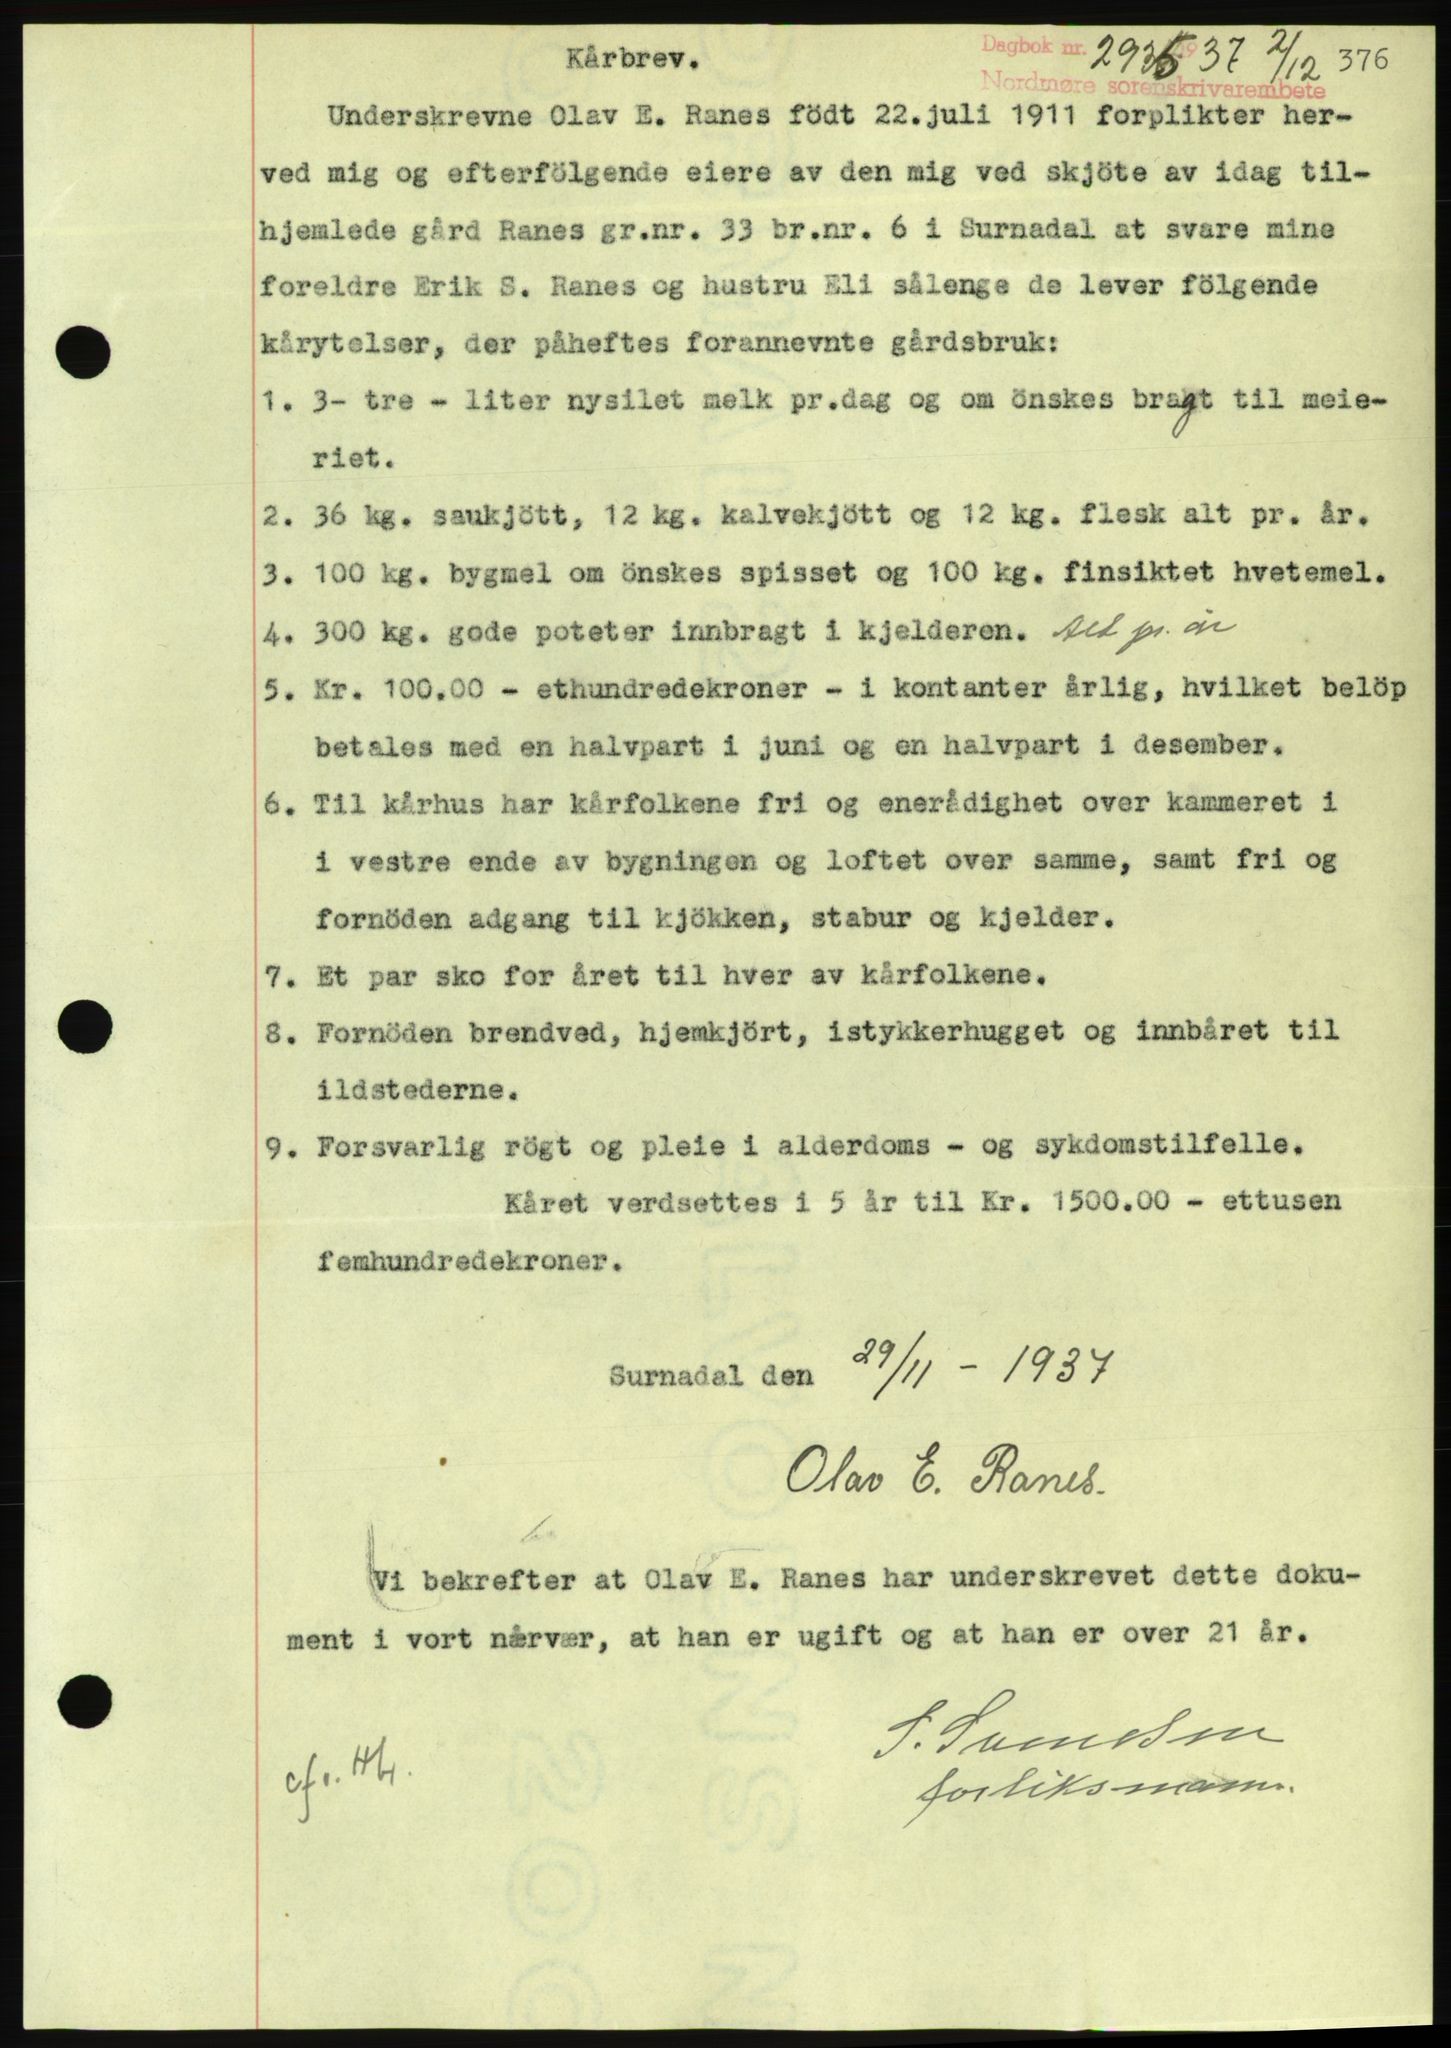 Kårbrev.
Dagbok nr. 2935 37 2/12 376
Nordmøre sorenskrivarembete
Underskrevne Olav E. Ranes födt 22.juli 1911 forplikter her-
ved mig og efterfölgende eiere av den mig ved skjöte av idag til-
hjemlede gård Ranes gr.nr. 33 br.nr. 6 i Surnadal at svare mine
foreldre Erik S. Ranes og hustru Eli sålenge de lever fölgende
kårytelser, der påheftes forannevnte gårdsbruk:
1. 3- tre - liter nysilet melk pr.dag og om önskes bragt til meie-
riet.
2. 36 kg. saukjött, 12 kg. kalvekjött og 12 kg. flesk alt pr. år.
3. 100 kg. bygmel om önskes spisset og 100 kg. finsiktet hvetemel.
4. 300 kg. gode poteter innbragt i kjelderen. Alt pr. år
5. Kr. 100.00 - ethundredekroner - i kontanter årlig, hvilket belöp
betales med en halvpart i juni og en halvpart i desember.
6. Til kårhus har kårfolkene fri og enerådighet over kammeret i
i vestre ende av bygningen og loftet over samme, samt fri og
fornöden adgang til kjökken, stabur og kjelder.
7. Et par sko for året til hver av kårfolkene.
8. Fornöden brendved, hjemkjört, istykkerhugget og innbåret til
ildstederne.
9. Forsvarlig rögt og pleie i alderdoms - og sykdomstilfelle.
Kåret verdsettes i 5 år til Kr. 1500.00 - ettusen
femhundredekroner.
Surnadal den 29/11 - 1937
Olav E. Ranes.
Vi bekrefter at Olav E. Ranes har underskrevet dette doku-
ment i vort nærvær, at han er ugift og at han er over 21 år.
forliksmann.